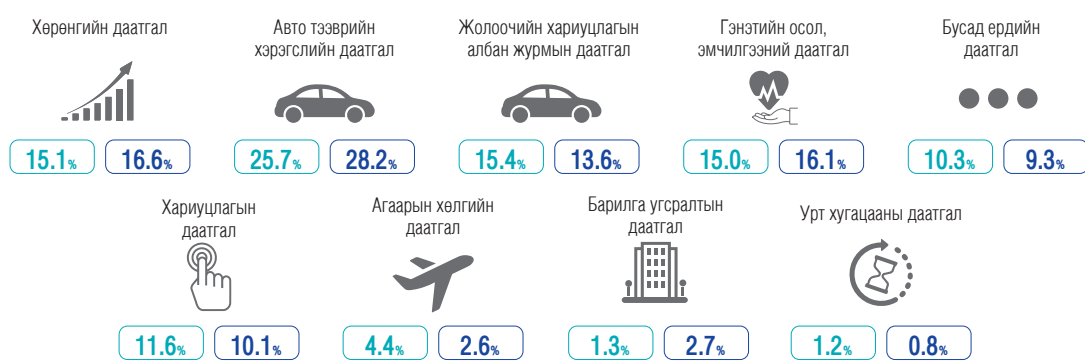 Хөрөнгийн даатгал
Авто тээврийн
хэрэгслийн даатгал
Жолоочийн хариуцлагын
албан журмын даатгал
Гэнэтийн осол,
эмчилгээний даатгал
Бусад ердийн
даатгал
15.1% 16.6%
25.7% 28.2%
15.4% 13.6%
15.0% 16.1%
10.3% 9.3%
Хариуцлагын
даатгал
Агаарын хөлгийн
даатгал
Барилга угсралтын
даатгал
Урт хугацааны даатгал
11.6% 10.1%
4.4% 2.6%
1.3% 2.7%
1.2% 0.8%